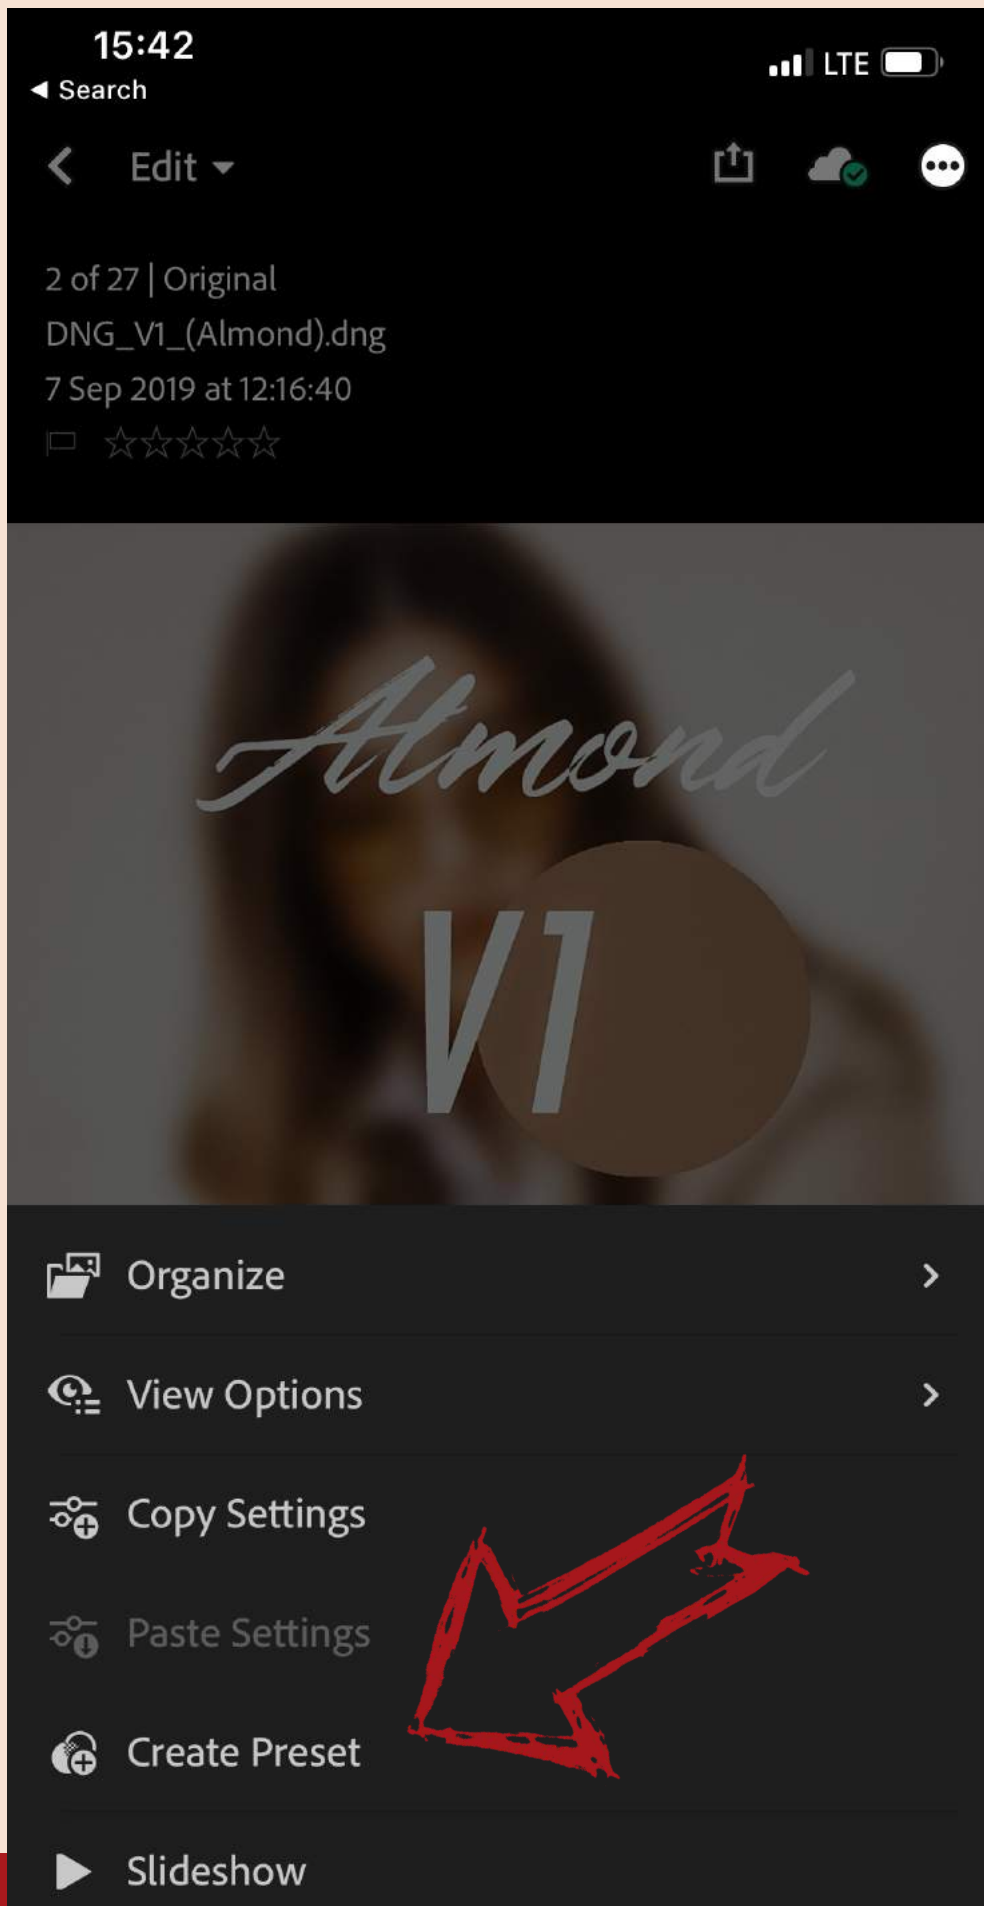 15:42
LTE
◀ Search
Edit
2 of 27 | Original
DNG_V1_(Almond).dng
7 Sep 2019 at 12:16:40
Almond
V1
Organize
View Options
Copy Settings
Paste Settings
Create Preset
Slideshow